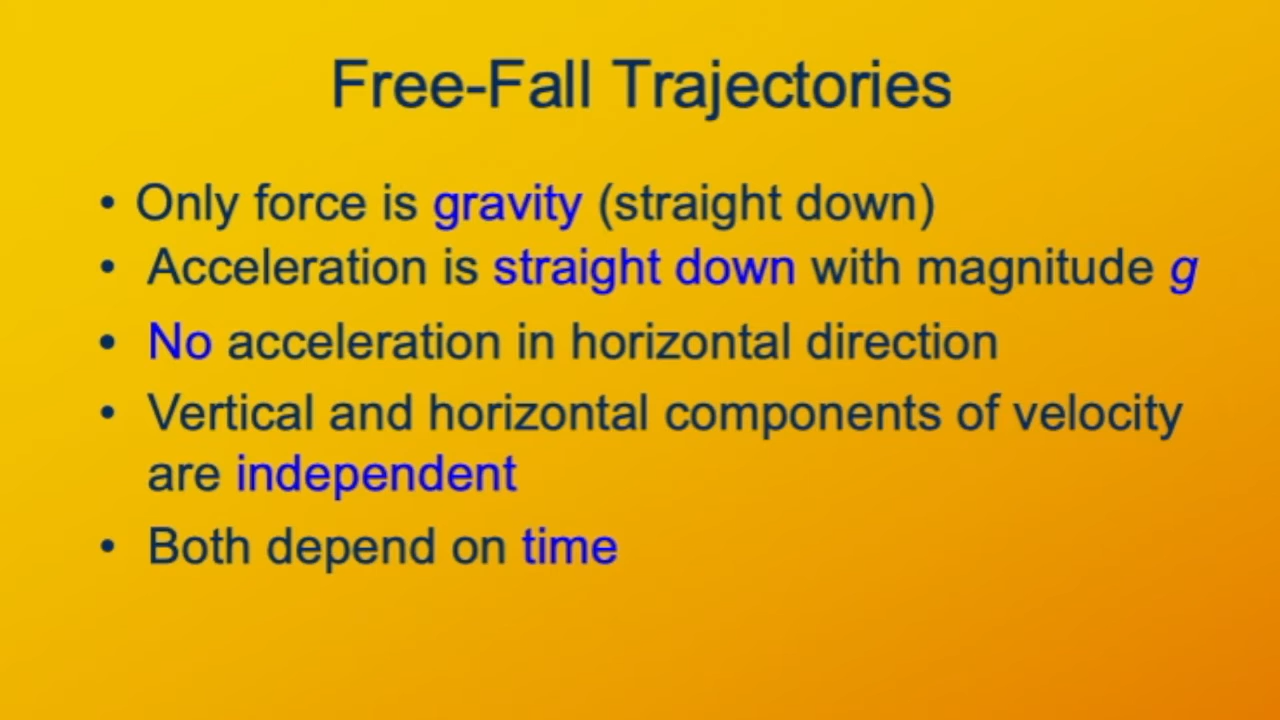 Free-Fall Trajectories
• Only force is gravity (straight down)
• Acceleration is straight down with magnitude g
• No acceleration in horizontal direction
• Vertical and horizontal components of velocity
are independent
• Both depend on time